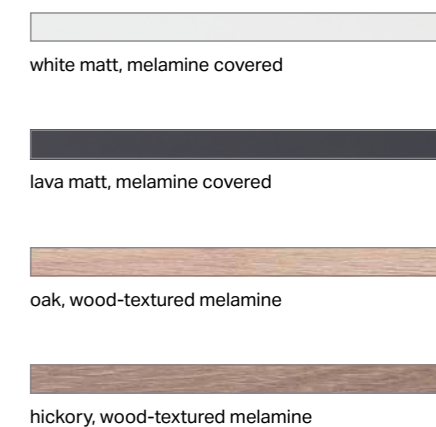 white matt, melamine covered
lava matt, melamine covered
oak, wood-textured melamine
hickory, wood-textured melamine